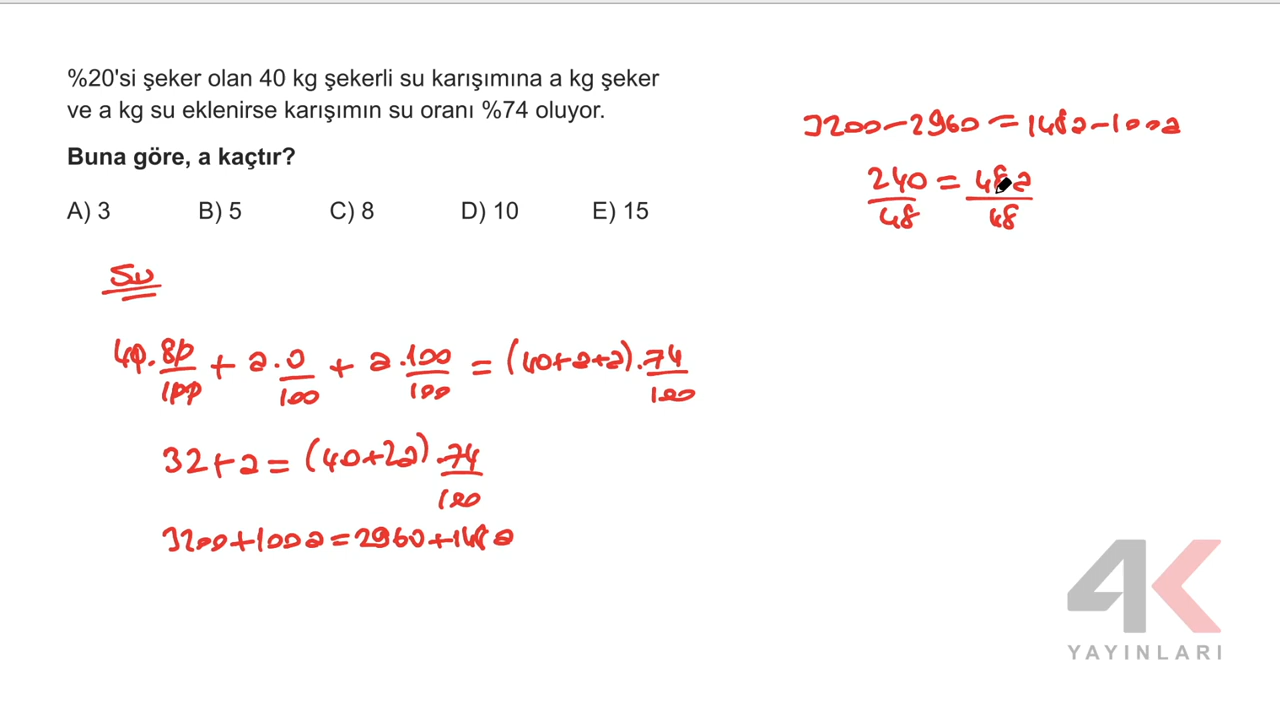 %20'si şeker olan 40 kg şekerli su karışımına a kg şeker
ve a kg su eklenirse karışımın su oranı %74 oluyor.
Buna göre, a kaçtır?
A) 3 B) 5 C) 8 D) 10 E) 15
Su
40.80/100 + a.0/100 + a.100/100 = (40+a+a).74/100
32+a = (40+2a).74/100
3200+100a=2960+148a
3200-2960=148a-100a
240/48 = 48a/48
4K
YAYINLARI